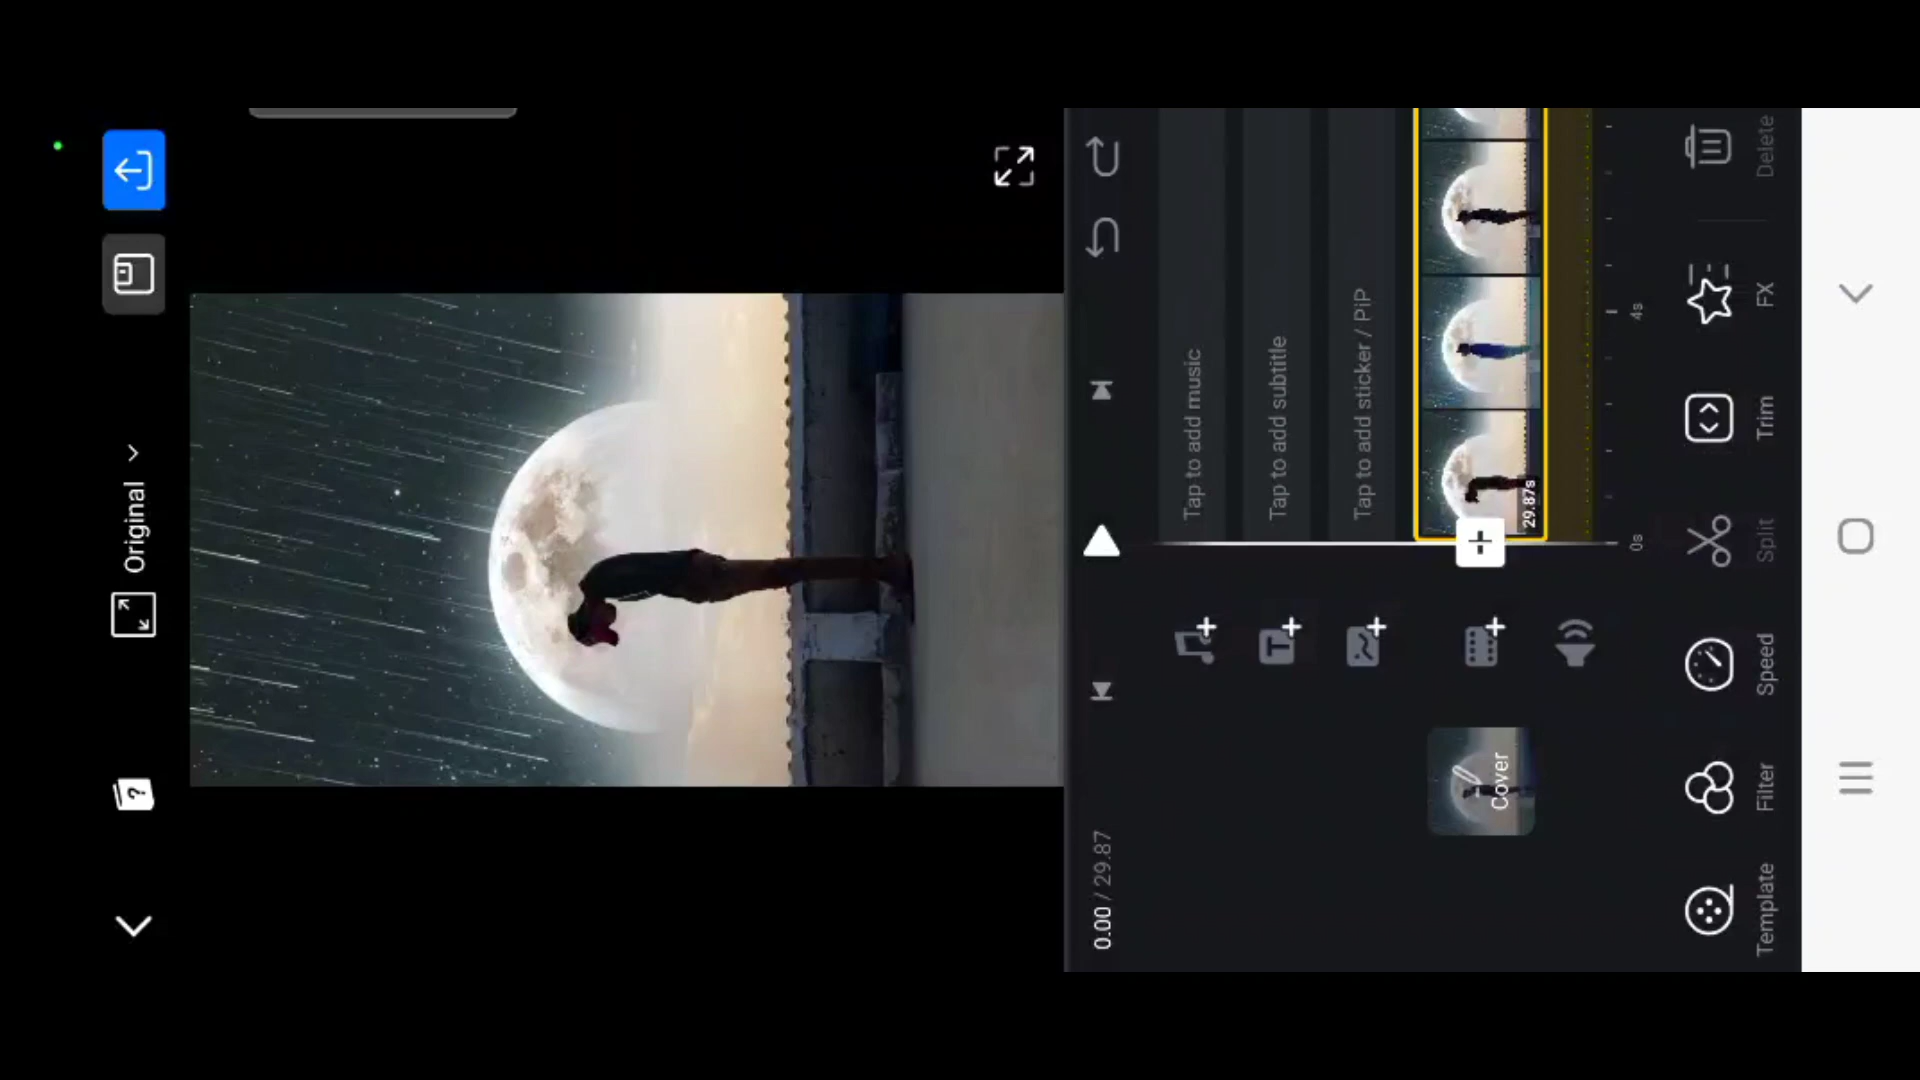 Original
0.00 / 29.87
Tap to add music
Tap to add subtitle
Tap to add sticker / PiP
Cover
29.87s
0s
4s
Template
Filter
Speed
Split
Trim
FX
Delete